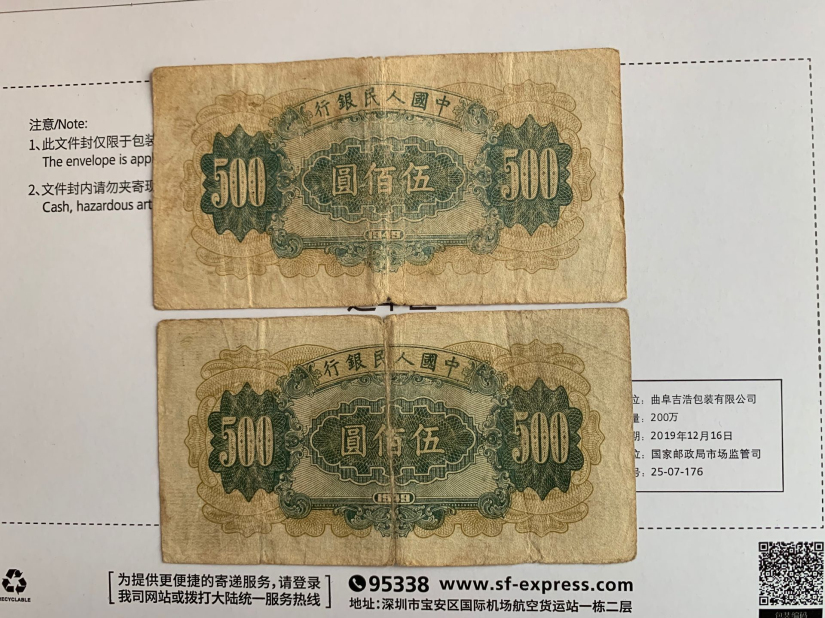 注意/Note:
1、此文件封仅限于包装
The envelope is appl
2、文件封内请勿夹寄现
Cash, hazardous art
行銀民人國中
500
圓佰伍
500
1949
行銀民人國中
500
圓佰伍
500
1949
位：曲阜吉浩包装有限公司
量：200万
期：2019年12月16日
位：国家邮政局市场监管司
号：25-07-176
RECYCLABLE
为提供更便捷的寄递服务,请登录
我司网站或拨打大陆统一服务热线
95338 www.sf-express.com
地址：深圳市宝安区国际机场航空货运站一栋二层
包装编码